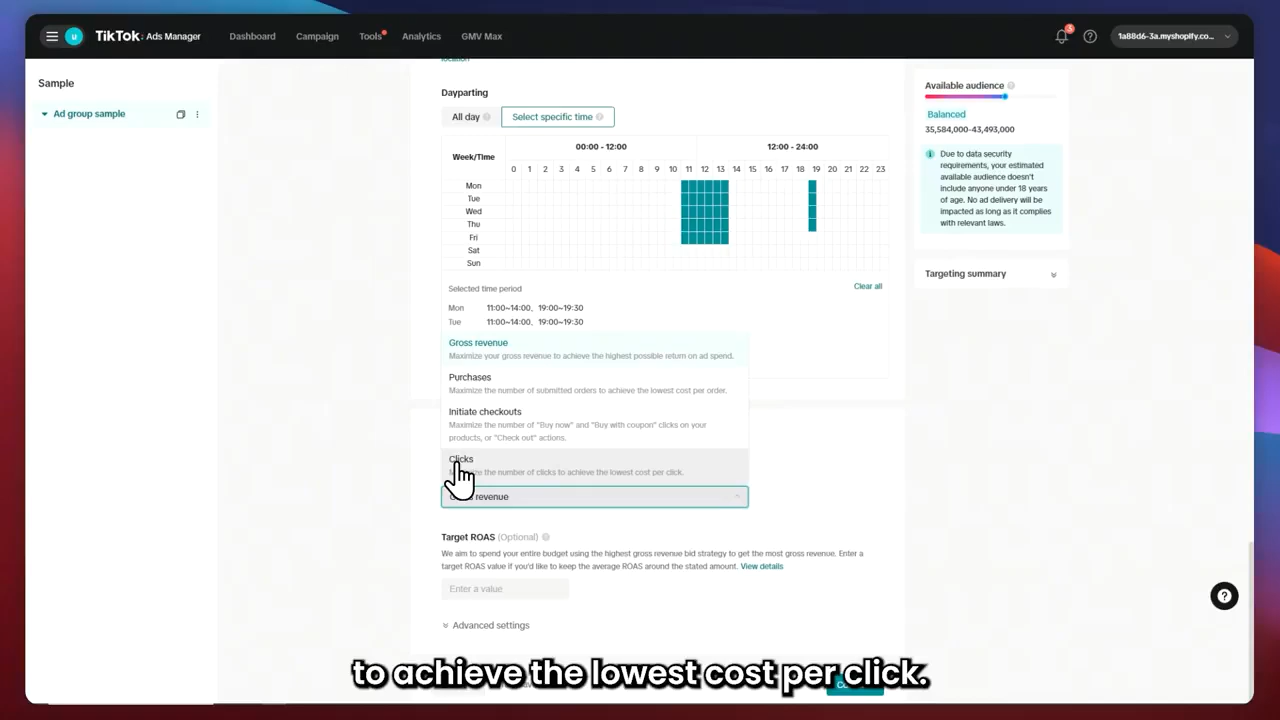 u
TikTok: Ads Manager
Dashboard
Campaign
Tools
Analytics
GMV Max
3
1a88d6-3a.myshopify.co...
Sample
Ad group sample
location
Dayparting
All day
Select specific time
Week/Time
00:00 - 12:00
12:00 - 24:00
0 1 2 3 4 5 6 7 8 9 10 11 12 13 14 15 16 17 18 19 20 21 22 23
Mon
Tue
Wed
Thu
Fri
Sat
Sun
Selected time period
Clear all
Mon 11:00~14:00, 19:00~19:30
Tue 11:00~14:00, 19:00~19:30
Gross revenue
Maximize your gross revenue to achieve the highest possible return on ad spend.
Purchases
Maximize the number of submitted orders to achieve the lowest cost per order.
Initiate checkouts
Maximize the number of "Buy now" and "Buy with coupon" clicks on your
products, or "Check out" actions.
Clicks
the number of clicks to achieve the lowest cost per click.
revenue
Target ROAS (Optional)
We aim to spend your entire budget using the highest gross revenue bid strategy to get the most gross revenue. Enter a
target ROAS value if you'd like to keep the average ROAS around the stated amount. View details
Enter a value
Advanced settings
Available audience
Balanced
35,584,000-43,493,000
Due to data security
requirements, your estimated
available audience doesn't
include anyone under 18 years
of age. No ad delivery will be
impacted as long as it complies
with relevant laws.
Targeting summary
to achieve the lowest cost per click.